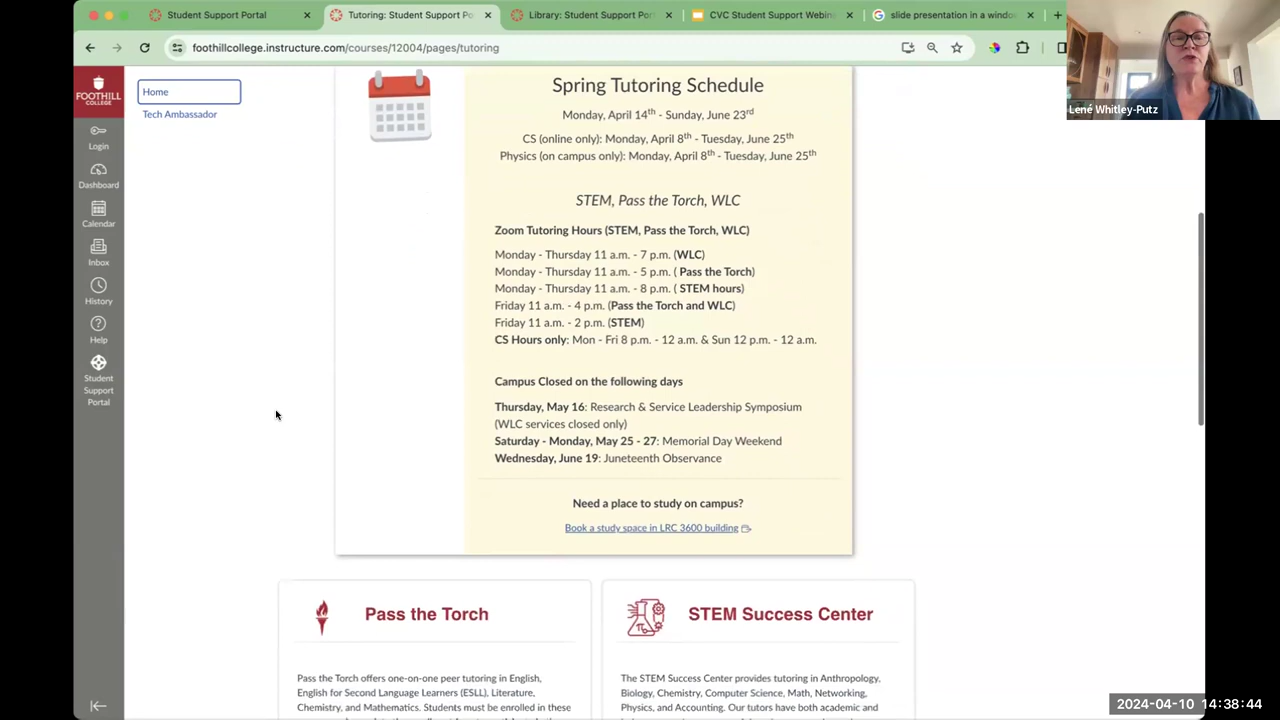 Student Support Portal
Tutoring: Student Support Po
Library: Student Support Por
CVC Student Support Webina
slide presentation in a window
foothillcollege.instructure.com/courses/12004/pages/tutoring
Lené Whitley-Putz
FOOTHILL
COLLEGE
Login
Dashboard
Calendar
Inbox
History
Help
Student
Support
Portal
Home
Tech Ambassador
Spring Tutoring Schedule
Monday, April 14th - Sunday, June 23rd
CS (online only): Monday, April 8th - Tuesday, June 25th
Physics (on campus only): Monday, April 8th - Tuesday, June 25th
STEM, Pass the Torch, WLC
Zoom Tutoring Hours (STEM, Pass the Torch, WLC)
Monday - Thursday 11 a.m. - 7 p.m. (WLC)
Monday - Thursday 11 a.m. - 5 p.m. ( Pass the Torch)
Monday - Thursday 11 a.m. - 8 p.m. ( STEM hours)
Friday 11 a.m. - 4 p.m. (Pass the Torch and WLC)
Friday 11 a.m. - 2 p.m. (STEM)
CS Hours only: Mon - Fri 8 p.m. - 12 a.m. & Sun 12 p.m. - 12 a.m.
Campus Closed on the following days
Thursday, May 16: Research & Service Leadership Symposium
(WLC services closed only)
Saturday - Monday, May 25 - 27: Memorial Day Weekend
Wednesday, June 19: Juneteenth Observance
Need a place to study on campus?
Book a study space in LRC 3600 building
Pass the Torch
Pass the Torch offers one-on-one peer tutoring in English,
English for Second Language Learners (ESLL), Literature,
Chemistry, and Mathematics. Students must be enrolled in these
STEM Success Center
The STEM Success Center provides tutoring in Anthropology,
Biology, Chemistry, Computer Science, Math, Networking,
Physics, and Accounting. Our tutors have both academic and
2024-04-10 14:38:44